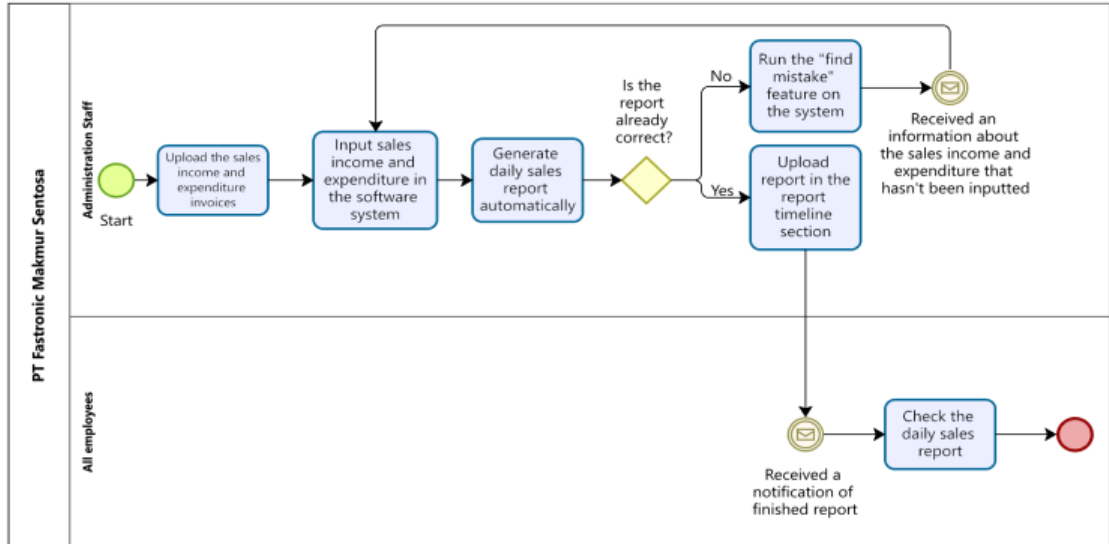 PT Fastronic Makmur Sentosa
Administration Staff
Start
Upload the sales
income and
expenditure
invoices
Input sales
income and
expenditure in
the software
system
Generate
daily sales
report
automatically
Is the
report
already
correct?
No
Run the "find
mistake"
feature on
the system
Received an
information about
the sales income and
expenditure that
hasn't been inputted
Yes
Upload
report in the
report
timeline
section
All employees
Received a
notification of
finished report
Check the
daily sales
report